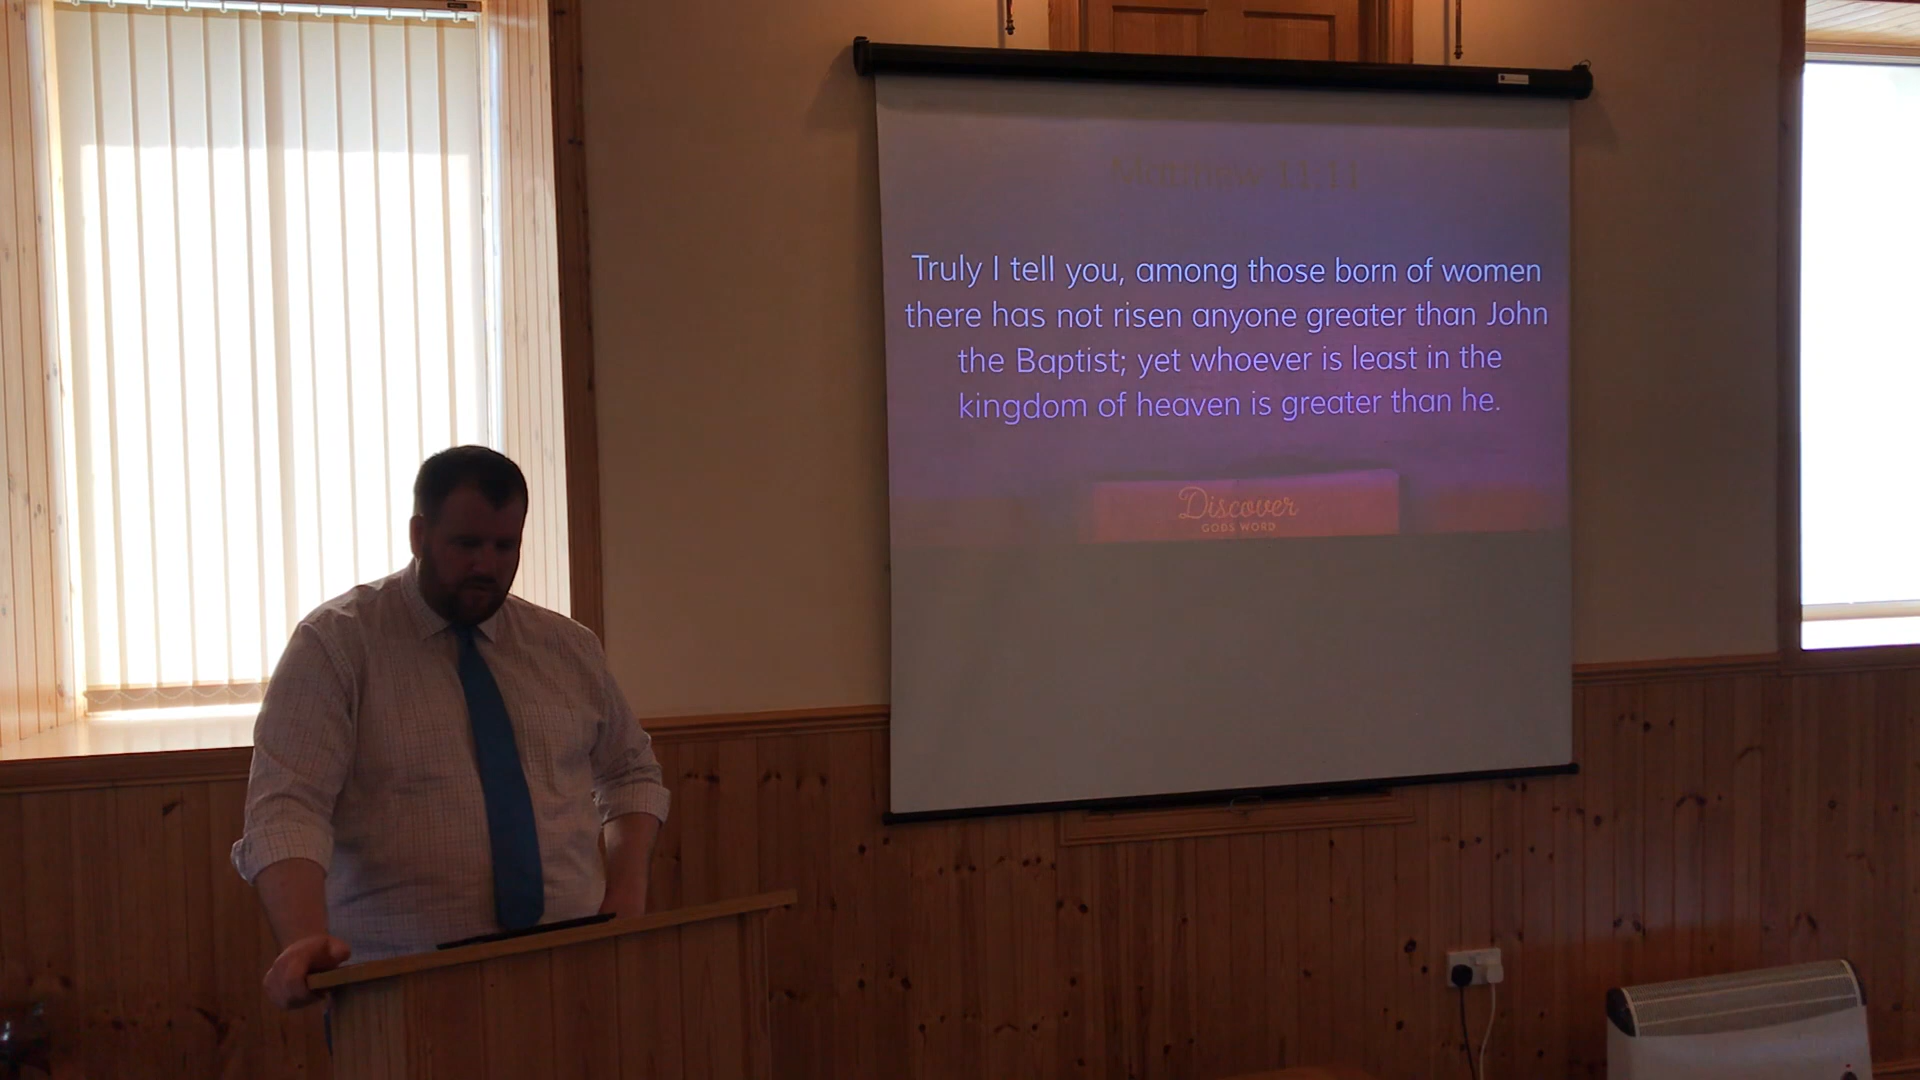 Matthew 11:11
Truly I tell you, among those born of women
there has not risen anyone greater than John
the Baptist; yet whoever is least in the
kingdom of heaven is greater than he.
Discover
GODS WORD